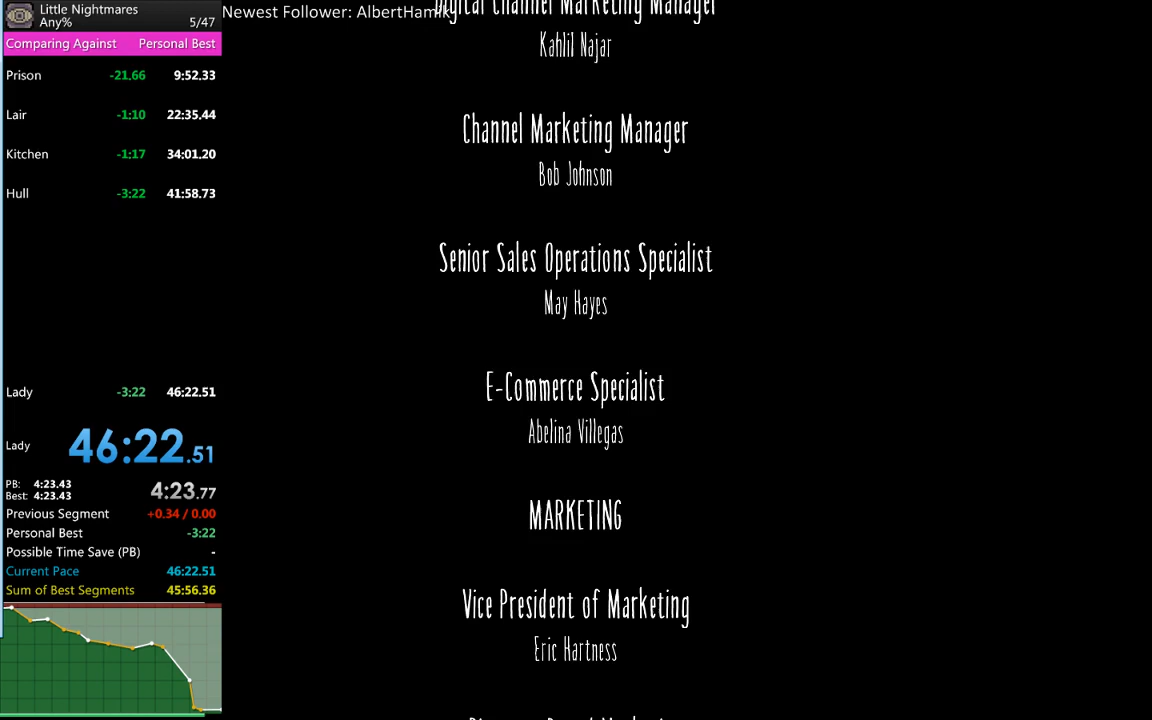 Little Nightmares
Any%
5/47
Newest Follower: AlbertHam
Comparing Against Personal Best
Prison -21.66 9:52.33
Lair -1:10 22:35.44
Kitchen -1:17 34:01.20
Hull -3:22 41:58.73
Lady -3:22 46:22.51
Lady 46:22.51
PB: 4:23.43
Best: 4:23.43
4:23.77
Previous Segment +0.34 / 0.00
Personal Best -3:22
Possible Time Save (PB) -
Current Pace 46:22.51
Sum of Best Segments 45:56.36
Digital Channel Marketing Manager
Kahlil Najar
Channel Marketing Manager
Bob Johnson
Senior Sales Operations Specialist
May Hayes
E-Commerce Specialist
Abelina Villegas
MARKETING
Vice President of Marketing
Eric Hartness